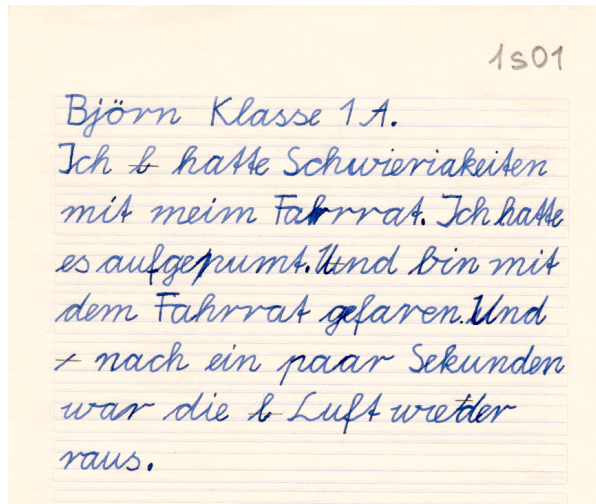 1s01
Björn Klasse 1 A.
Ich b hatte Schwieriakeiten
mit meim Fahrrat. Ich hatte
es aufgepumt. Und bin mit
dem Fahrrat gefaren. Und
nach ein paar Sekunden
war die b Luft wieder
raus.